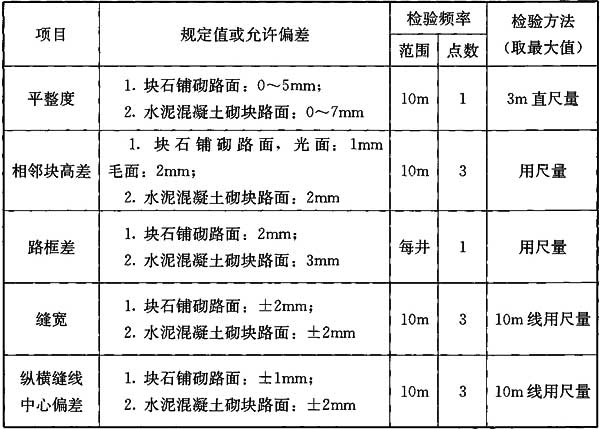 项目 规定值或允许偏差 检验频率 检验方法（取最大值）
范围 点数
平整度 1. 块石铺砌路面：0～5mm； 10m 1 3m 直尺量
2. 水泥混凝土砌块路面：0～7mm
相邻块高差 1. 块石铺砌路面，光面：1mm 10m 3 用尺量
毛面：2mm；
2. 水泥混凝土砌块路面：2mm
路框差 1. 块石铺砌路面：2mm； 每井 1 用尺量
2. 水泥混凝土砌块路面：3mm
缝宽 1. 块石铺砌路面：±2mm； 10m 3 10m 线用尺量
2. 水泥混凝土砌块路面：±2mm
纵横缝线 1. 块石铺砌路面：±1mm； 10m 3 10m 线用尺量
中心偏差 2. 水泥混凝土砌块路面：±2mm